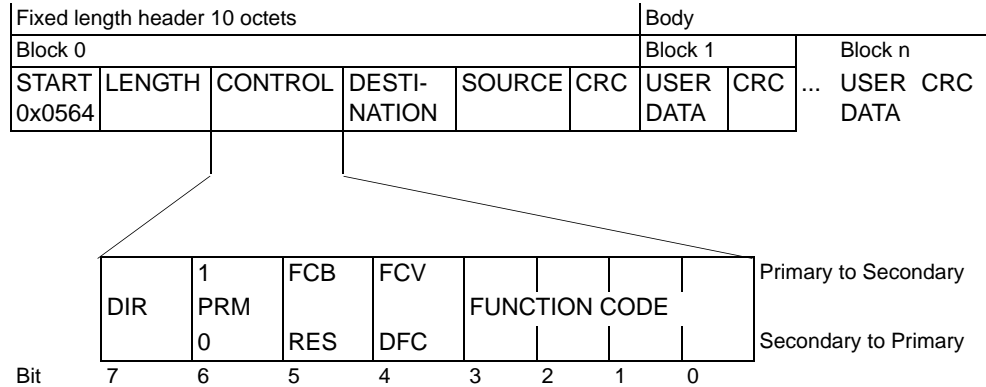 Fixed length header 10 octets Body
Block 0 Block 1 Block n
START LENGTH CONTROL DESTI- SOURCE CRC USER CRC ... USER CRC
0x0564 NATION DATA DATA
1 FCB FCV Primary to Secondary
DIR PRM FUNCTION CODE
0 RES DFC Secondary to Primary
Bit 7 6 5 4 3 2 1 0